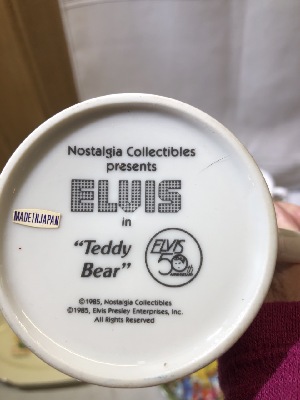 Nostalgia Collectibles
presents
ELVIS
in
MADE IN JAPAN
"Teddy
Bear"
ELVIS
50th
ANNIVERSARY
©1985, Nostalgia Collectibles
©1985, Elvis Presley Enterprises, Inc.
All Rights Reserved